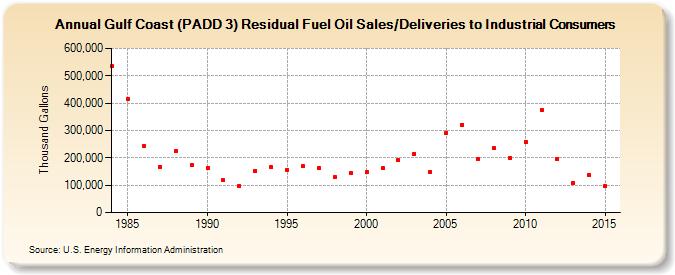 Annual Gulf Coast (PADD 3) Residual Fuel Oil Sales/Deliveries to Industrial Consumers
Thousand Gallons
600,000
500,000
400,000
300,000
200,000
100,000
0
1985 1990 1995 2000 2005 2010 2015
Source: U.S. Energy Information Administration